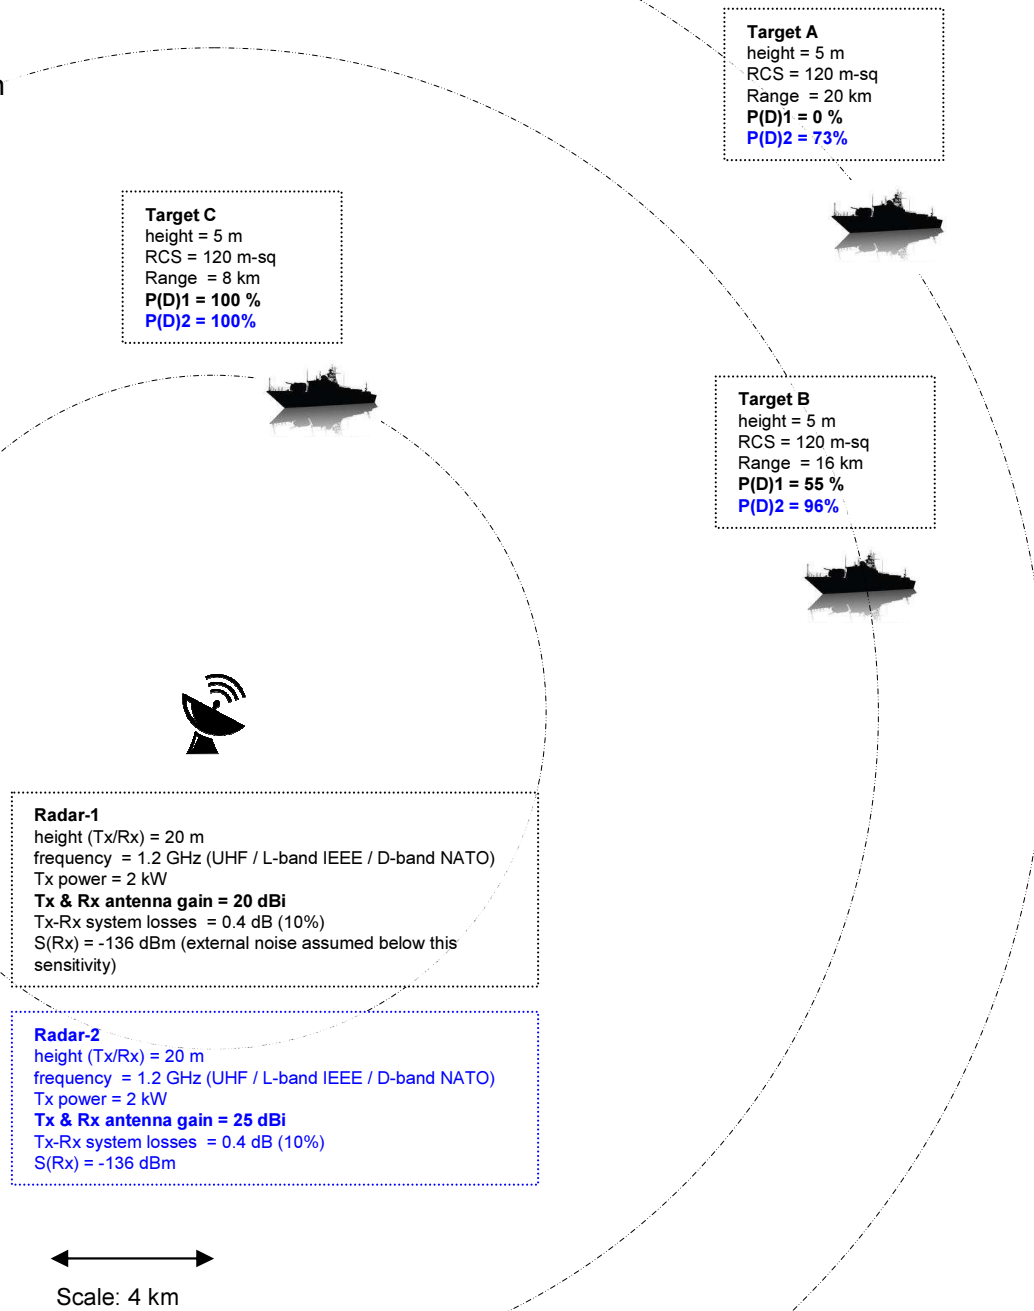 Target A
height = 5 m
RCS = 120 m-sq
Range = 20 km
P(D)1 = 0 %
P(D)2 = 73%
Target C
height = 5 m
RCS = 120 m-sq
Range = 8 km
P(D)1 = 100 %
P(D)2 = 100%
Target B
height = 5 m
RCS = 120 m-sq
Range = 16 km
P(D)1 = 55 %
P(D)2 = 96%
Radar-1
height (Tx/Rx) = 20 m
frequency = 1.2 GHz (UHF / L-band IEEE / D-band NATO)
Tx power = 2 kW
Tx & Rx antenna gain = 20 dBi
Tx-Rx system losses = 0.4 dB (10%)
S(Rx) = -136 dBm (external noise assumed below this
sensitivity)
Radar-2
height (Tx/Rx) = 20 m
frequency = 1.2 GHz (UHF / L-band IEEE / D-band NATO)
Tx power = 2 kW
Tx & Rx antenna gain = 25 dBi
Tx-Rx system losses = 0.4 dB (10%)
S(Rx) = -136 dBm
Scale: 4 km